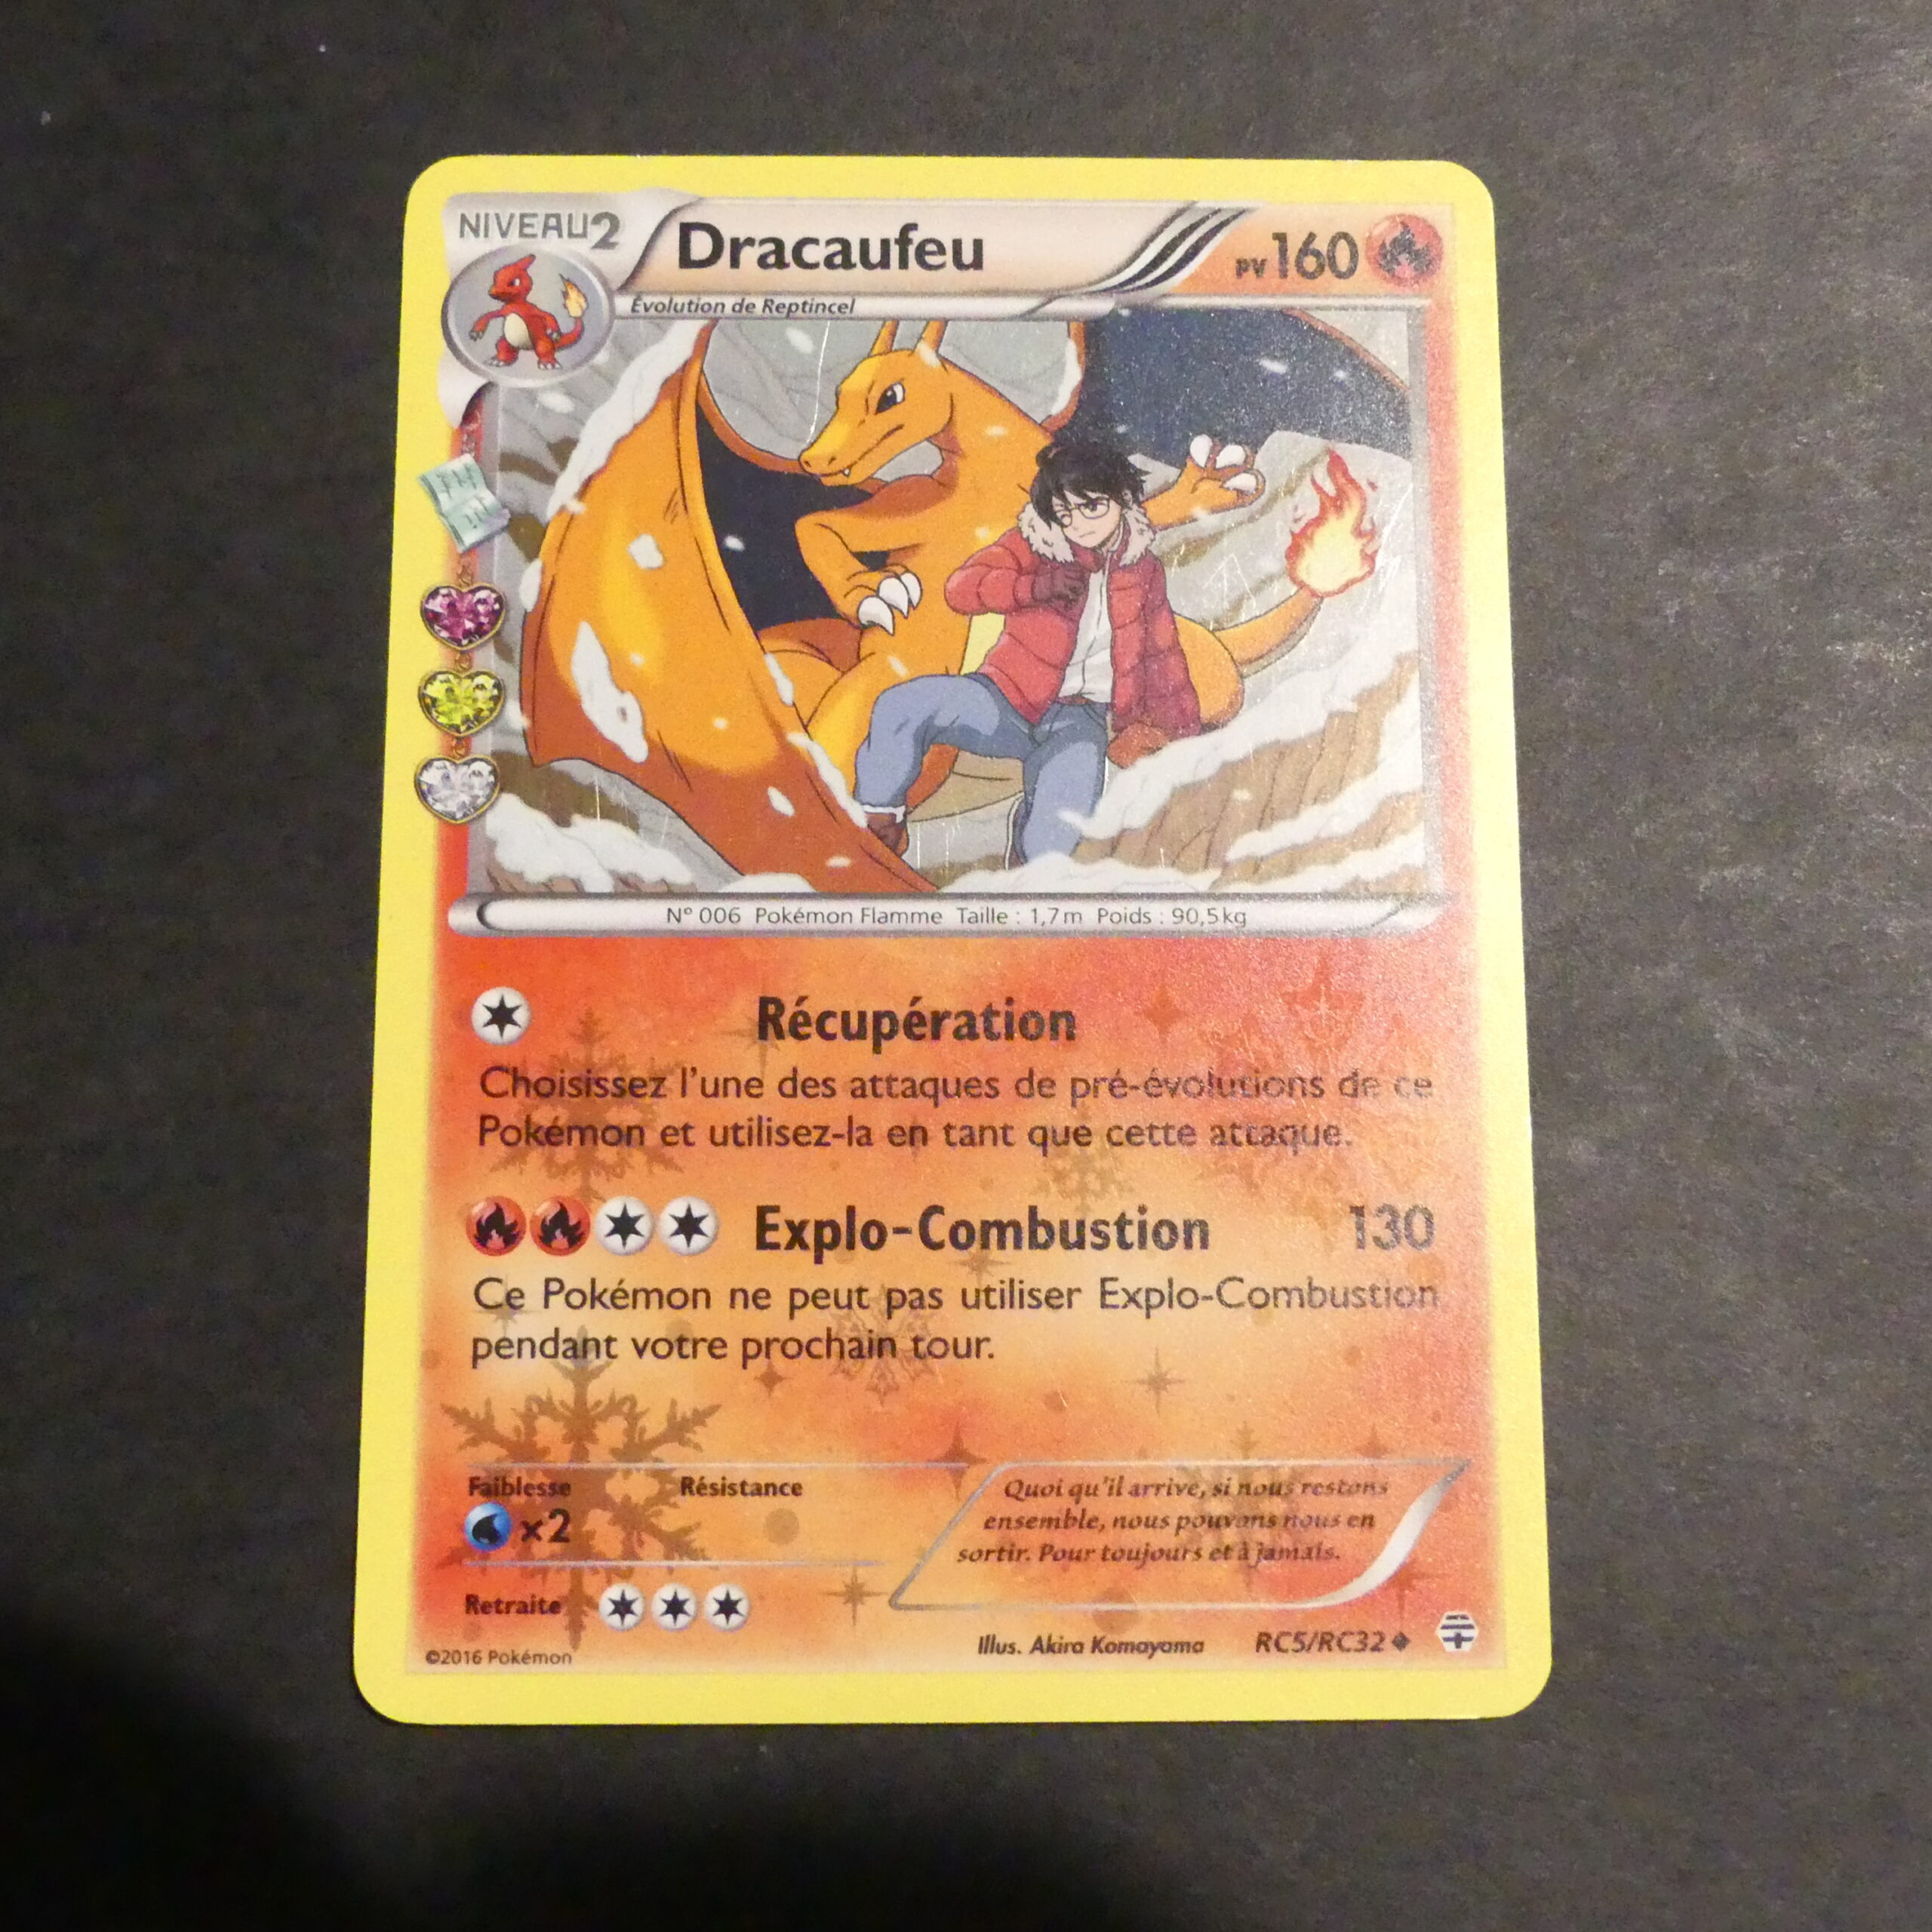 NIVEAU2
Dracaufeu
PV160
Évolution de Reptincel
N° 006 Pokémon Flamme Taille : 1,7m Poids : 90,5kg
Récupération
Choisissez l'une des attaques de pré-évolutions de ce
Pokémon et utilisez-la en tant que cette attaque.
Explo-Combustion 130
Ce Pokémon ne peut pas utiliser Explo-Combustion
pendant votre prochain tour.
Faiblesse Résistance
x2
Quoi qu'il arrive, si nous restons
ensemble, nous pouvons nous en
sortir. Pour toujours et à jamais.
Retraite
©2016 Pokémon
Illus. Akira Komayama RC5/RC32